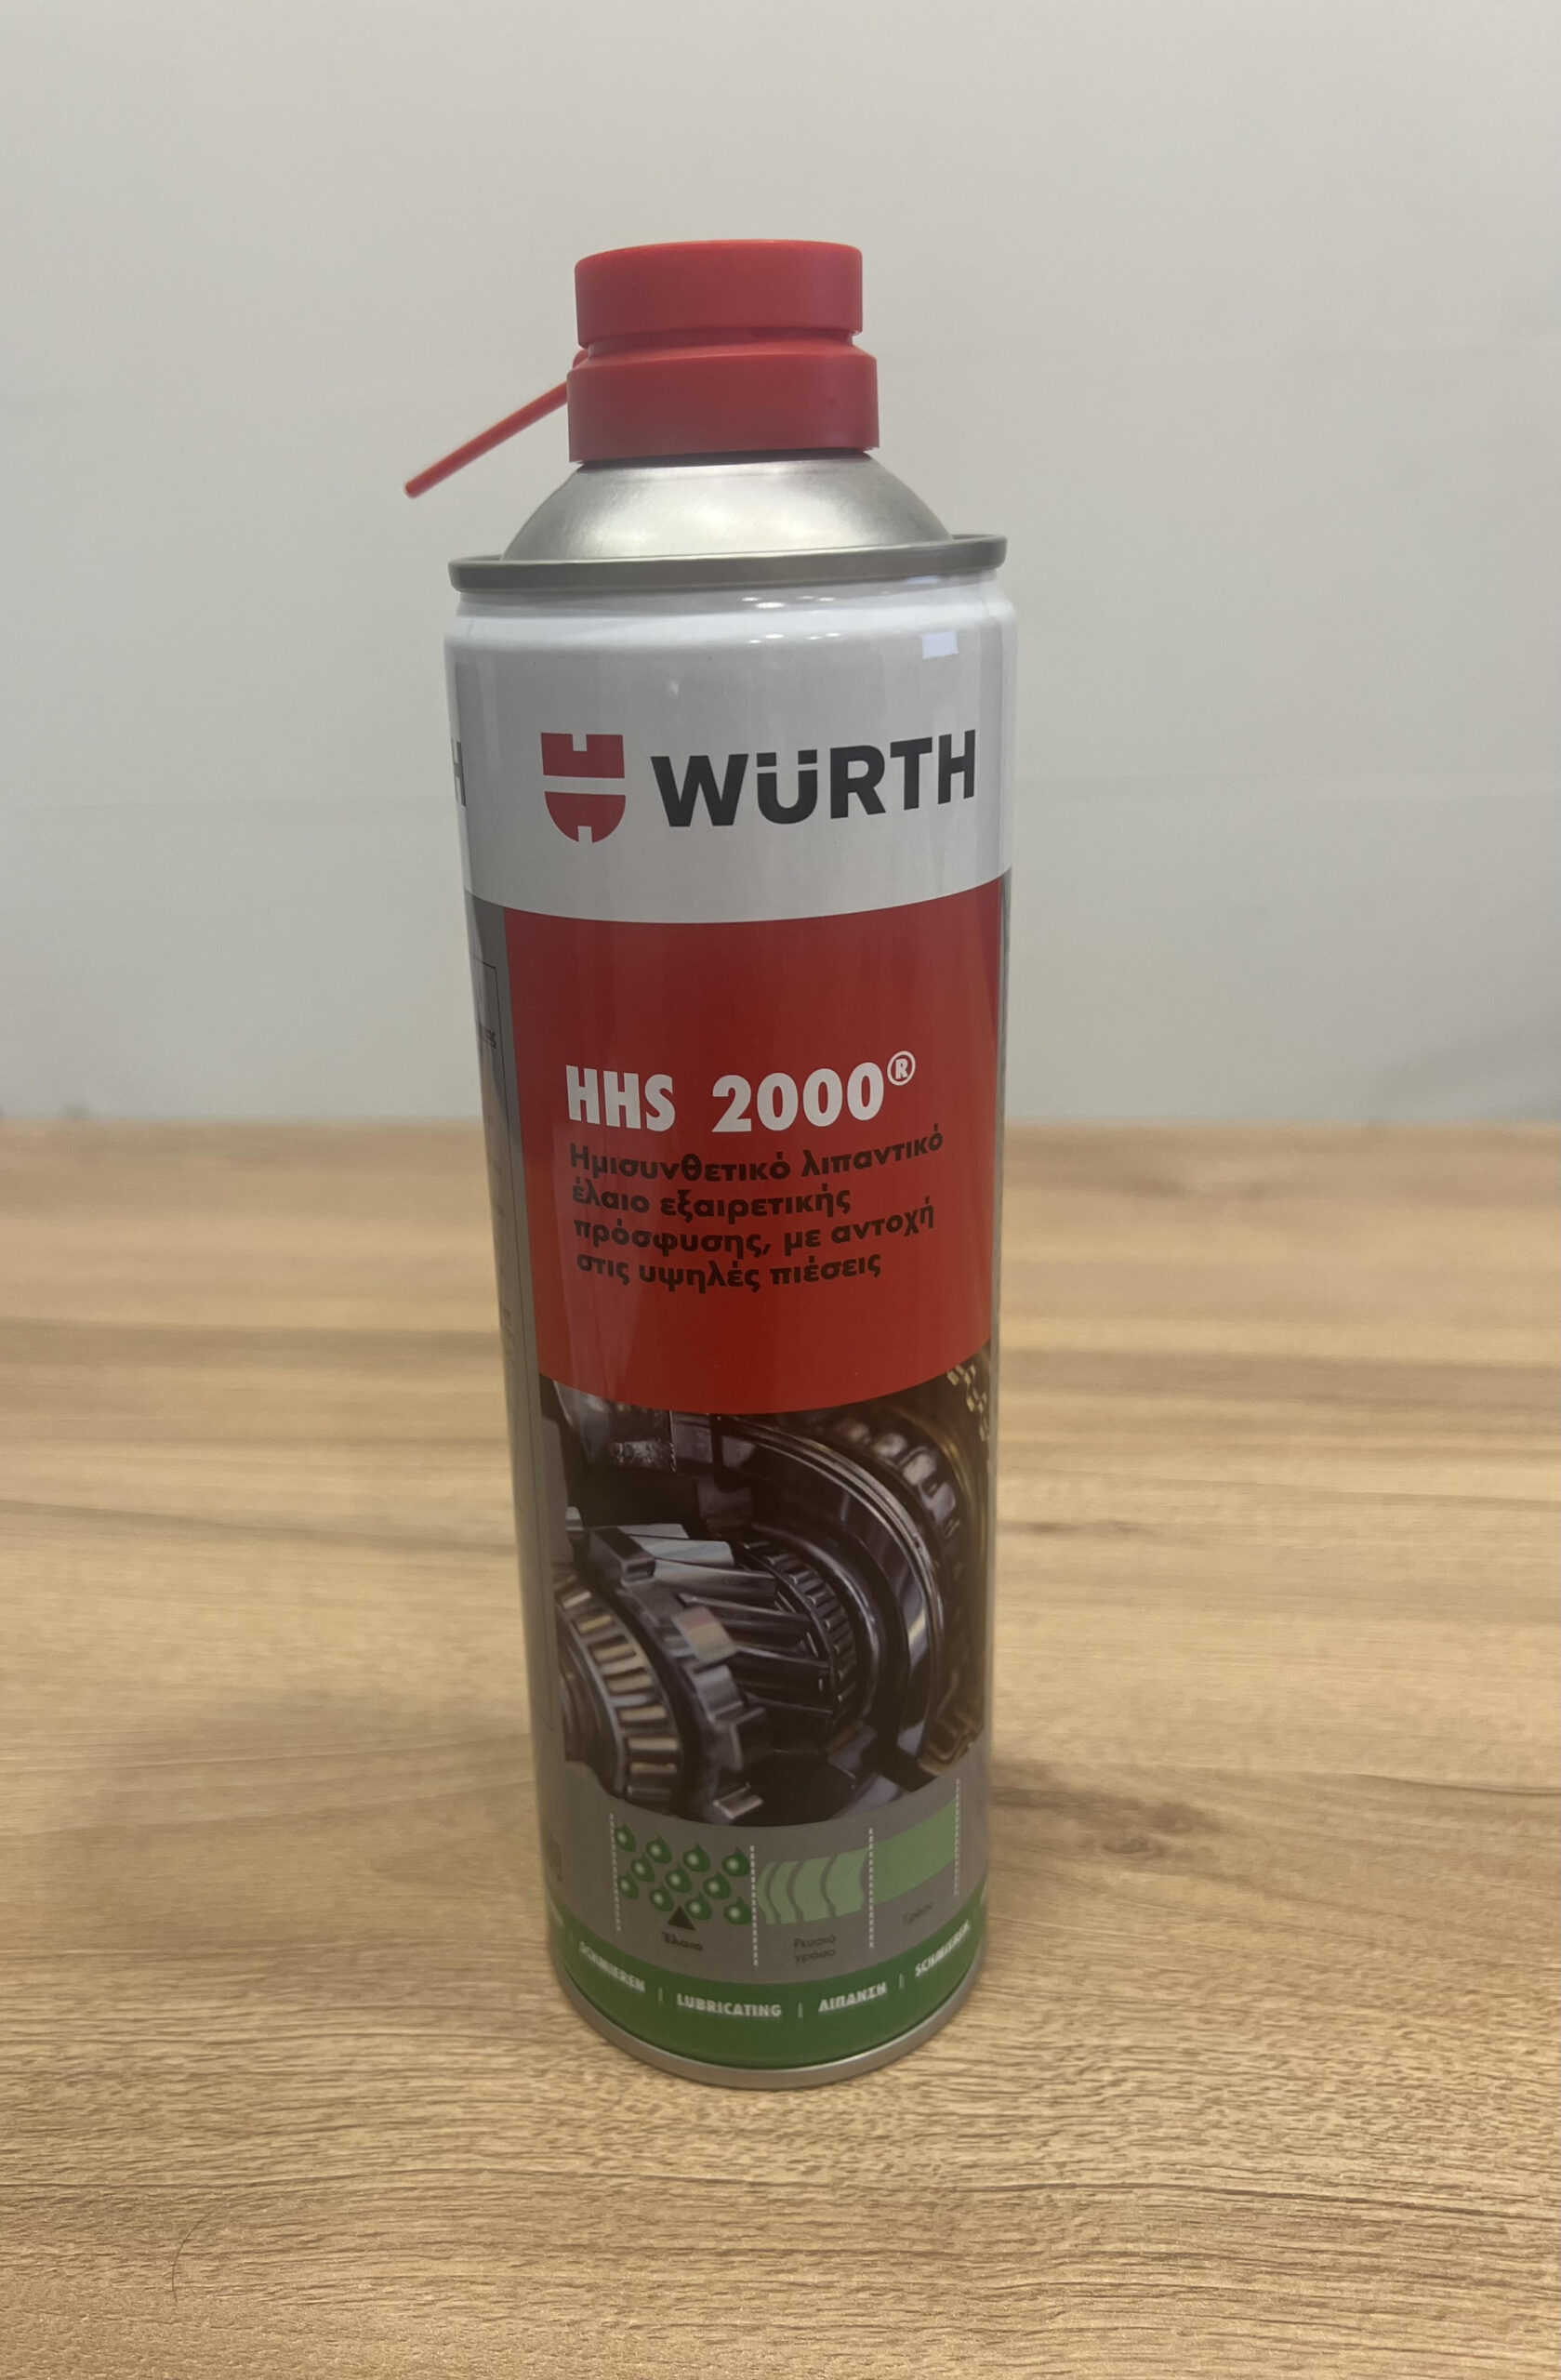 WÜRTH
HHS 2000®
Ημισυνθετικό λιπαντικό
έλαιο εξαιρετικής
πρόσφυσης, με αντοχή
στις υψηλές πιέσεις
Έλαιο
Ρευστό
γράσο
Γράσο
SCHMIEREN | LUBRICATING | ΛΙΠΑΝΣΗ | SCHMIEREN